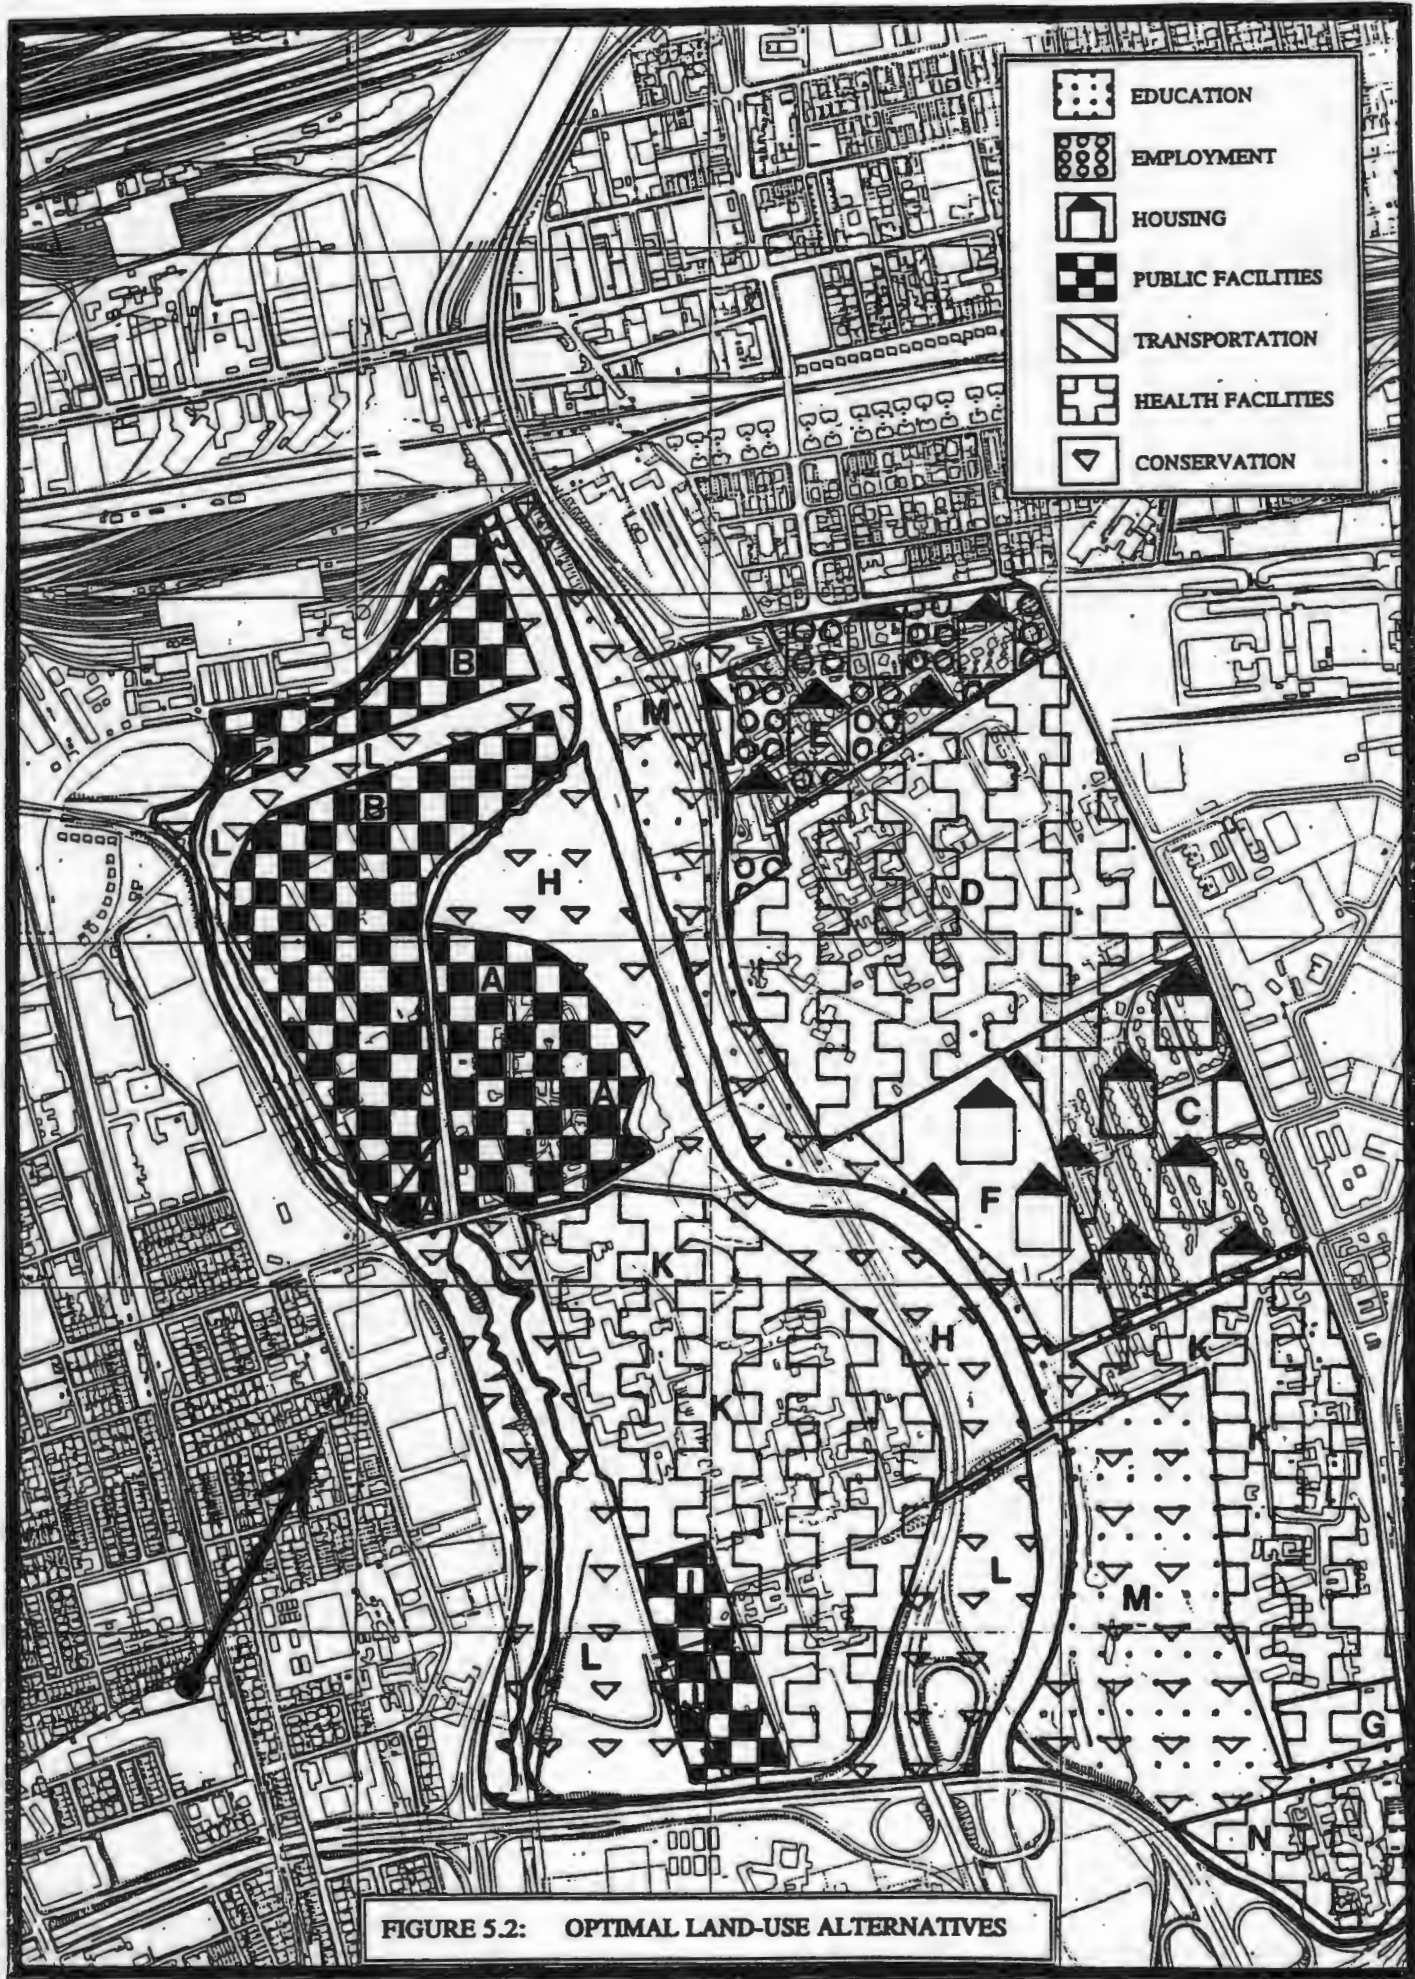 EDUCATION
EMPLOYMENT
HOUSING
PUBLIC FACILITIES
TRANSPORTATION
HEALTH FACILITIES
CONSERVATION
B
M
L
E
B
L
H
D
A
A
C
F
A
K
H
K
K
K
L
M
L
G
N
FIGURE 5.2: OPTIMAL LAND-USE ALTERNATIVES